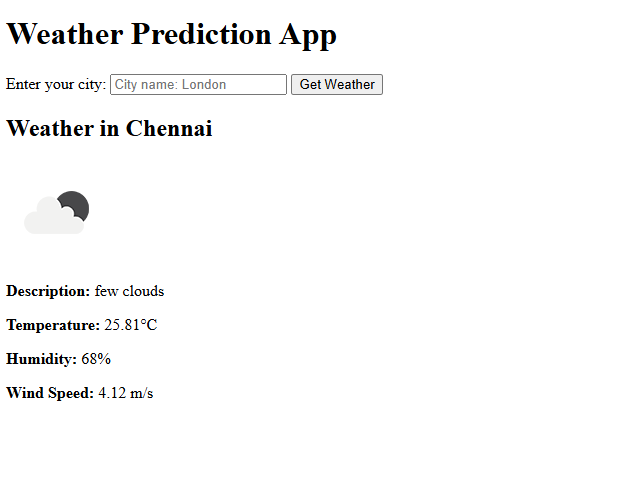 Weather Prediction App
Enter your city: City name: London Get Weather
Weather in Chennai
Description: few clouds
Temperature: 25.81°C
Humidity: 68%
Wind Speed: 4.12 m/s